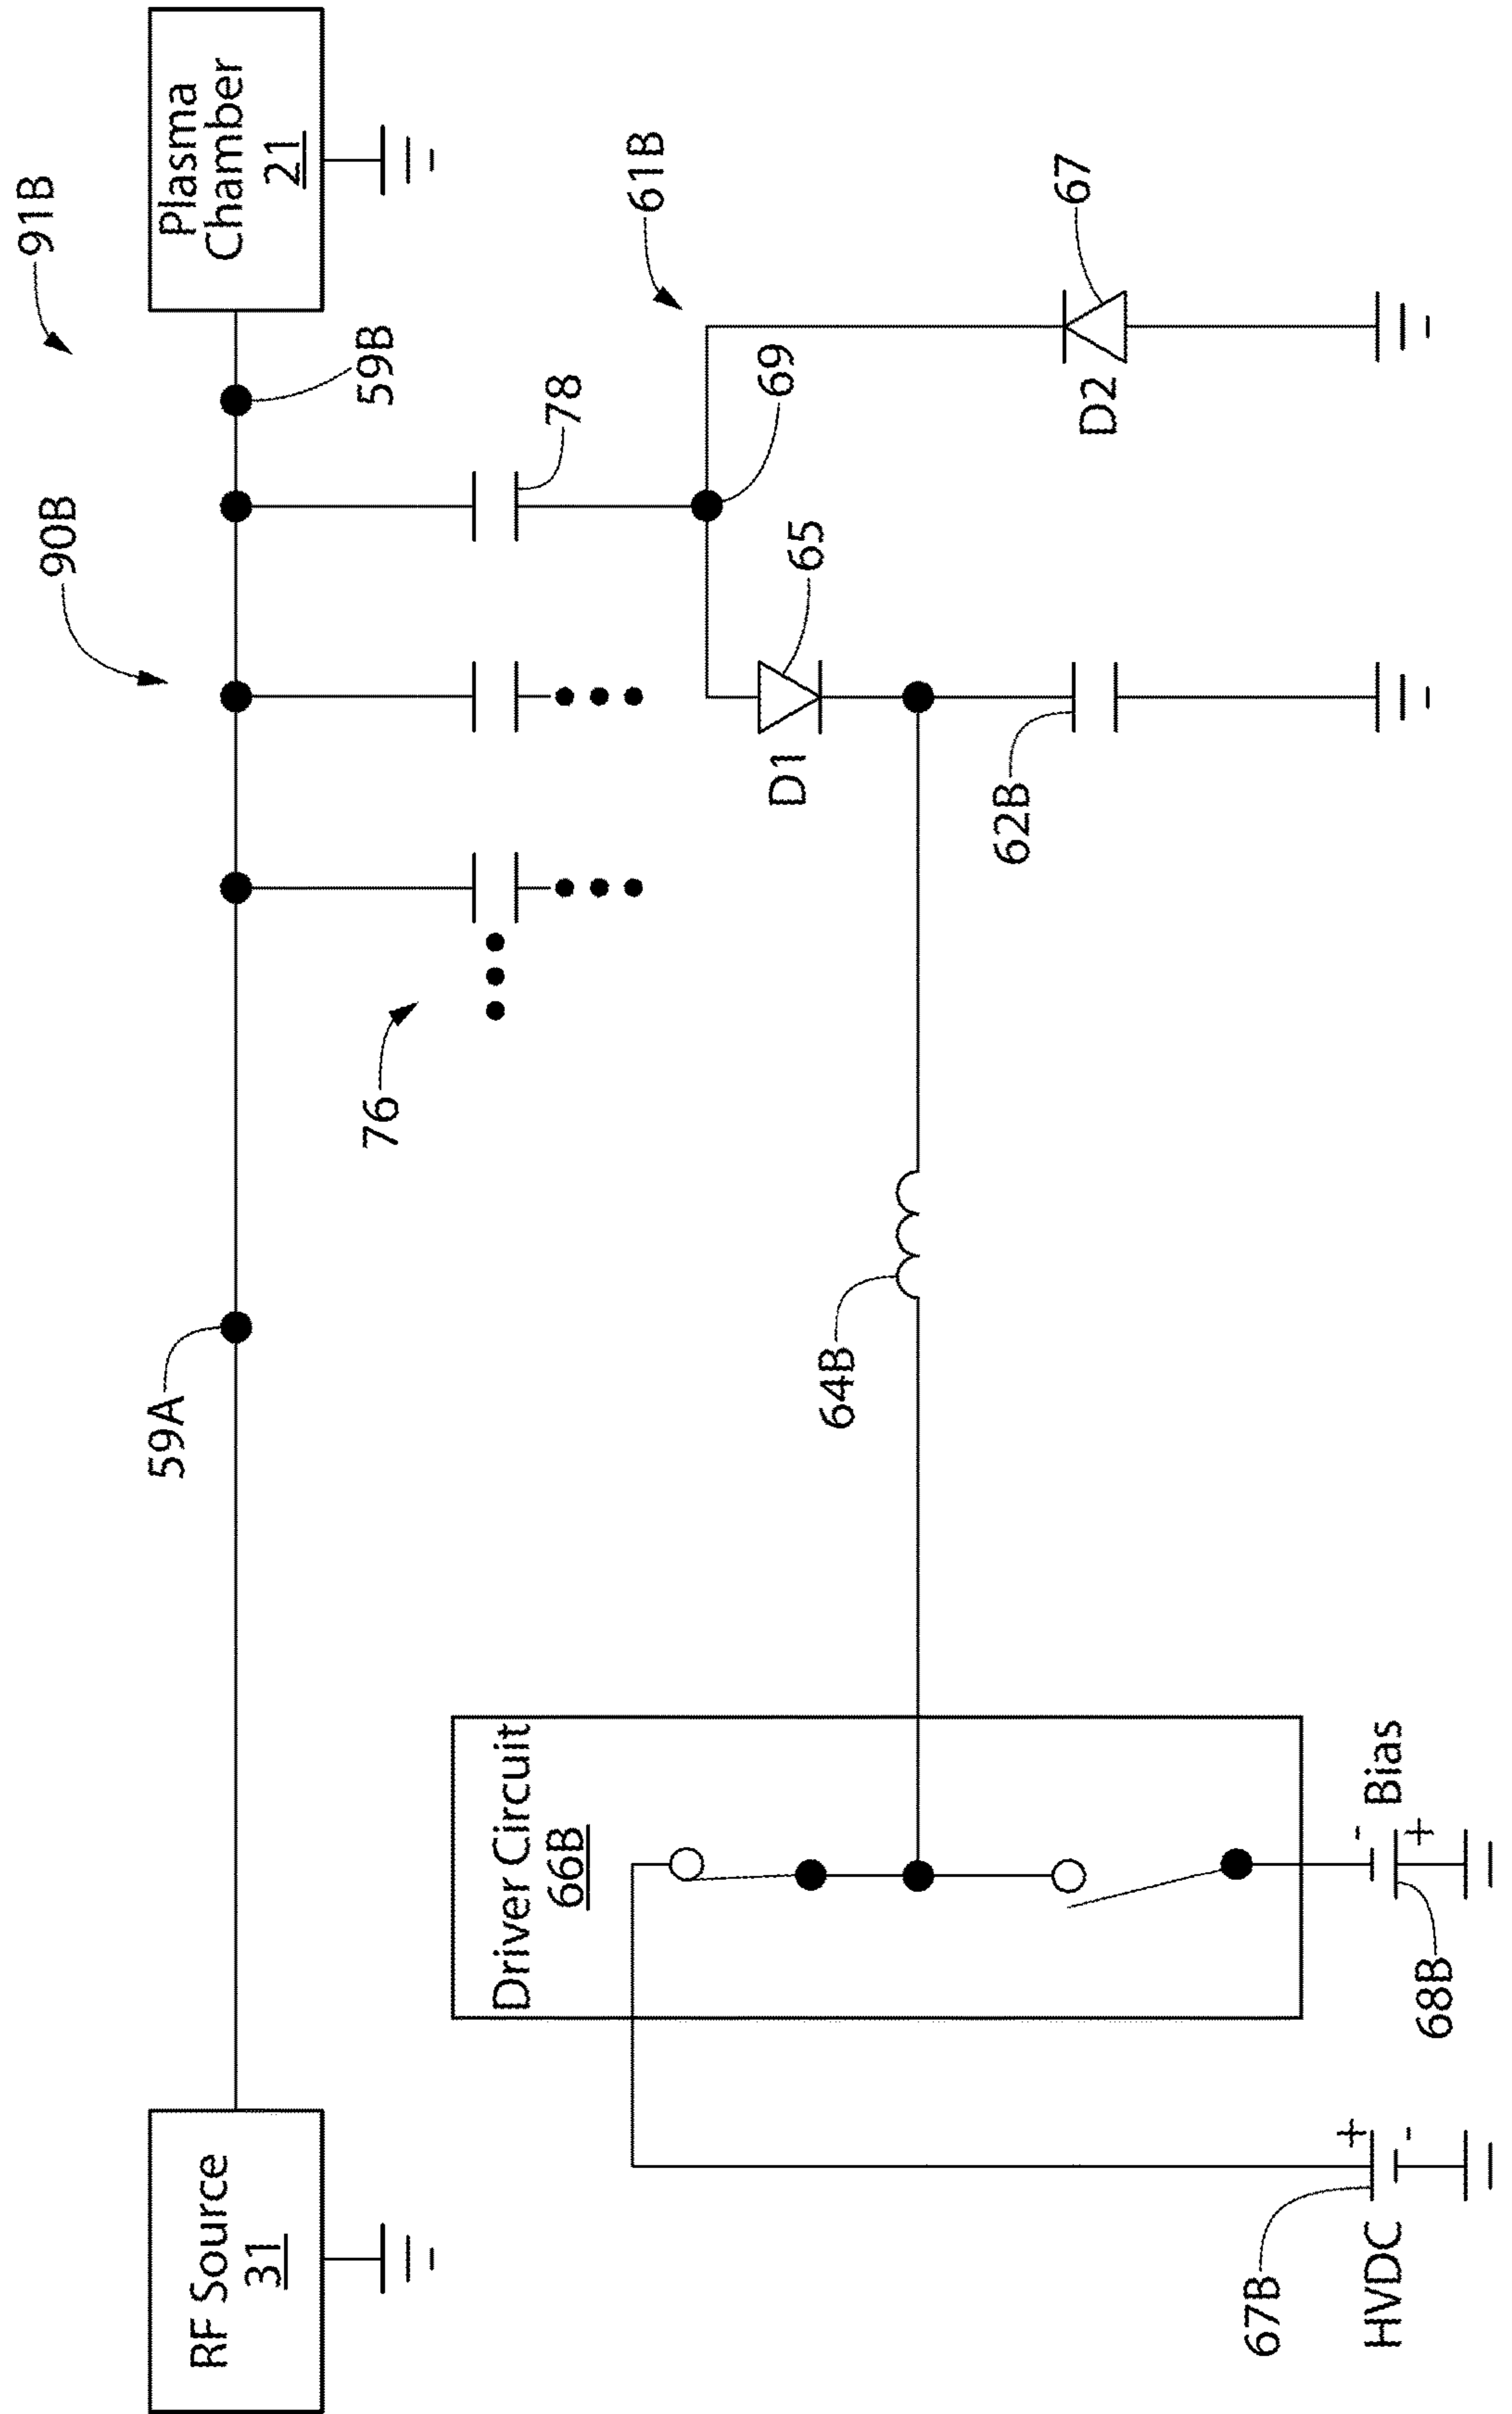 91B
90B
59A
RF Source
31
Plasma
Chamber
21
59B
76
78
61B
69
65
D1
67
D2
62B
64B
Driver Circuit
66B
+
-
67B
HVDC
-
+
Bias
68B